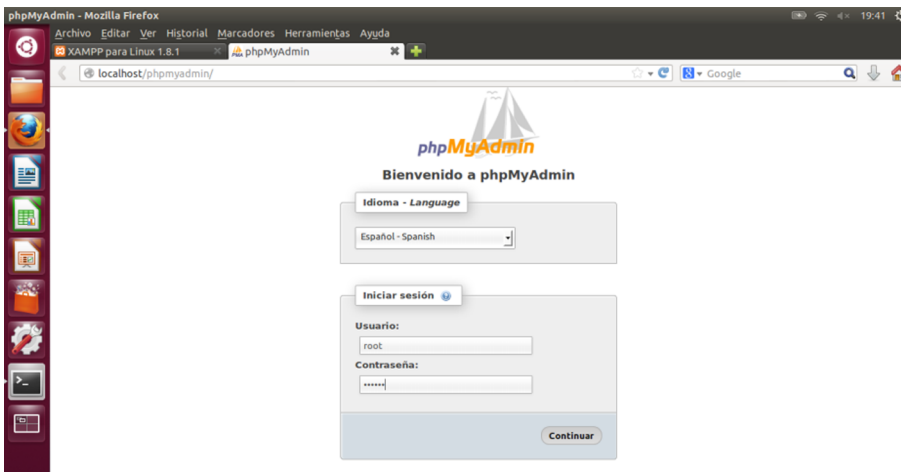 phpMyAdmin - Mozilla Firefox
19:41
Archivo Editar Ver Historial Marcadores Herramientas Ayuda
XAMPP para Linux 1.8.1
phpMyAdmin
localhost/phpmyadmin/
Google
phpMyAdmin
Bienvenido a phpMyAdmin
Idioma - Language
Español - Spanish
Iniciar sesión
Usuario:
root
Contraseña:
••••••
Continuar